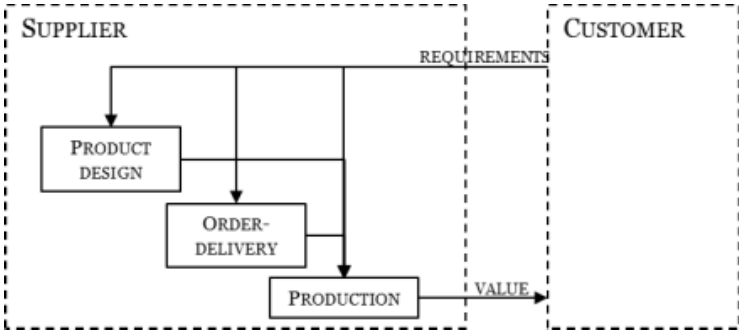 SUPPLIER
CUSTOMER
REQUIREMENTS
PRODUCT
DESIGN
ORDER-
DELIVERY
PRODUCTION
VALUE